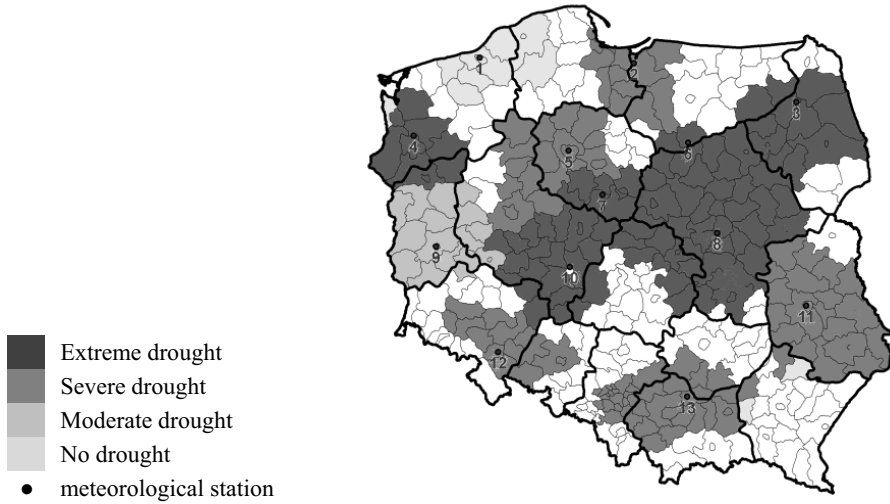 1
2
3
4
5
6
7
8
9
10
11
12
13
Extreme drought
Severe drought
Moderate drought
No drought
meteorological station